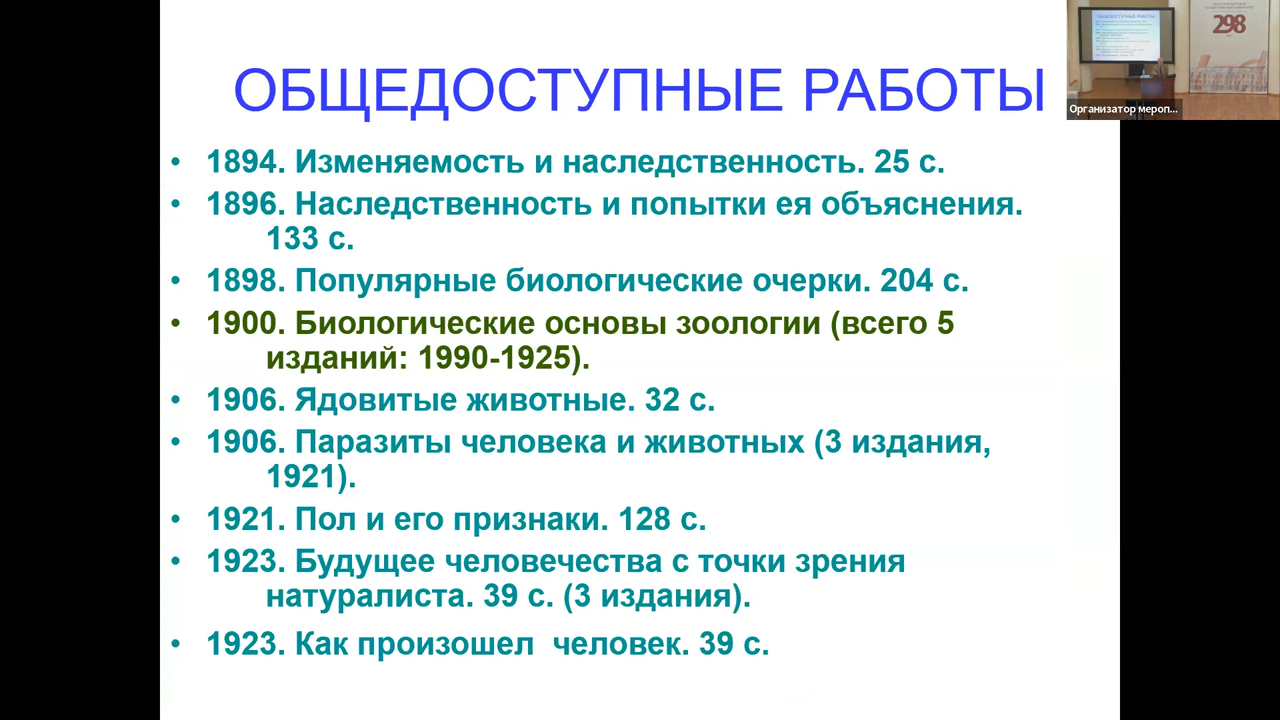 ОБЩЕДОСТУПНЫЕ РАБОТЫ
• 1894. Изменяемость и наследственность. 25 с.
• 1896. Наследственность и попытки ея объяснения.
133 с.
• 1898. Популярные биологические очерки. 204 с.
• 1900. Биологические основы зоологии (всего 5
изданий: 1990-1925).
• 1906. Ядовитые животные. 32 с.
• 1906. Паразиты человека и животных (3 издания,
1921).
• 1921. Пол и его признаки. 128 с.
• 1923. Будущее человечества с точки зрения
натуралиста. 39 с. (3 издания).
• 1923. Как произошел  человек. 39 с.
ОБЩЕДОСТУПНЫЕ РАБОТЫ
298
Организатор мероп...